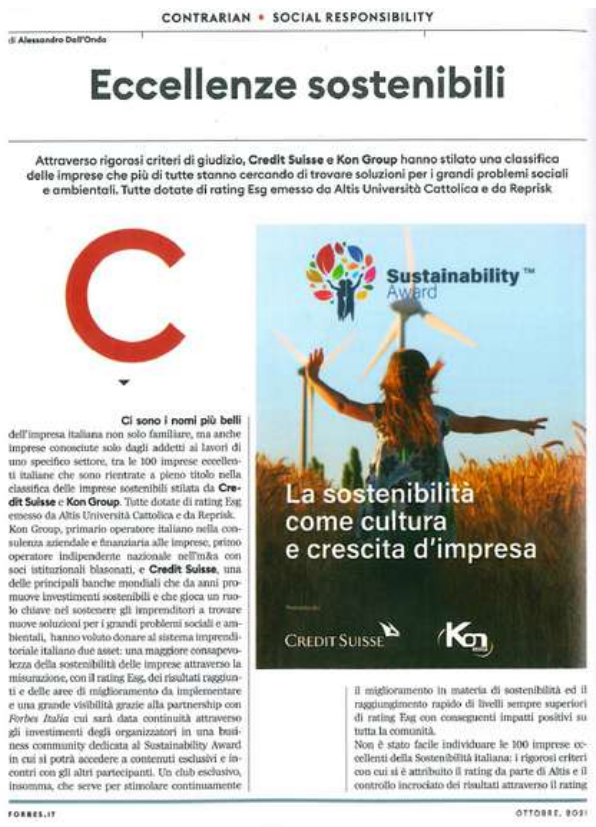 CONTRARIAN • SOCIAL RESPONSIBILITY
di Alessandro Dall'Onda
Eccellenze sostenibili
Attraverso rigorosi criteri di giudizio, Credit Suisse e Kon Group hanno stilato una classifica
delle imprese che più di tutte stanno cercando di trovare soluzioni per i grandi problemi sociali
e ambientali. Tutte dotate di rating Esg emesso da Altis Università Cattolica e da Reprisk
C
Ci sono i nomi più belli
dell'impresa italiana non solo familiare, ma anche
imprese conosciute solo dagli addetti ai lavori di
uno specifico settore, tra le 100 imprese eccellen-
ti italiane che sono rientrate a pieno titolo nella
classifica delle imprese sostenibili stilata da Cre-
dit Suisse e Kon Group. Tutte dotate di rating Esg
emesso da Altis Università Cattolica e da Reprisk.
Kon Group, primario operatore italiano nella con-
sulenza aziendale e finanziaria alle imprese, primo
operatore indipendente nazionale nell'm&a con
soci istituzionali blasonati, e Credit Suisse, una
delle principali banche mondiali che da anni pro-
muove investimenti sostenibili e che gioca un ruo-
lo chiave nel sostenere gli imprenditori a trovare
nuove soluzioni per i grandi problemi sociali e am-
bientali, hanno voluto donare al sistema imprendi-
toriale italiano due asset: una maggiore consapevo-
lezza della sostenibilità delle imprese attraverso la
misurazione, con il rating Esg, dei risultati raggiun-
ti e delle aree di miglioramento da implementare
e una grande visibilità grazie alla partnership con
Forbes Italia cui sarà data continuità attraverso
gli investimenti degli organizzatori in una busi-
ness community dedicata al Sustainability Award
in cui si potrà accedere a contenuti esclusivi e in-
contri con gli altri partecipanti. Un club esclusivo,
insomma, che serve per stimolare continuamente
Sustainability ™
Award
La sostenibilità
come cultura
e crescita d'impresa
CREDIT SUISSE
Kon
il miglioramento in materia di sostenibilità ed il
raggiungimento rapido di livelli sempre superiori
di rating Esg con conseguenti impatti positivi su
tutta la comunità.
Non è stato facile individuare le 100 imprese ec-
cellenti della Sostenibilità italiana: i rigorosi criteri
con cui si è attribuito il rating da parte di Altis e il
controllo incrociato dei risultati attraverso il rating
FORBES.IT
OTTOBRE, 2021